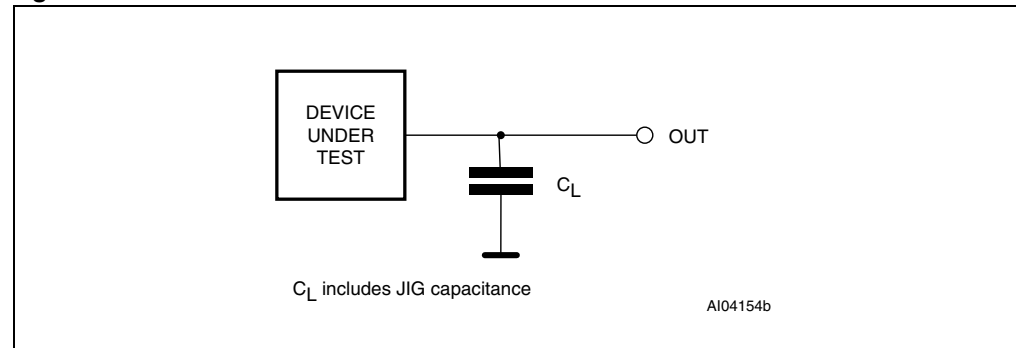 DEVICE
UNDER
TEST
OUT
CL
CL includes JIG capacitance
AI04154b